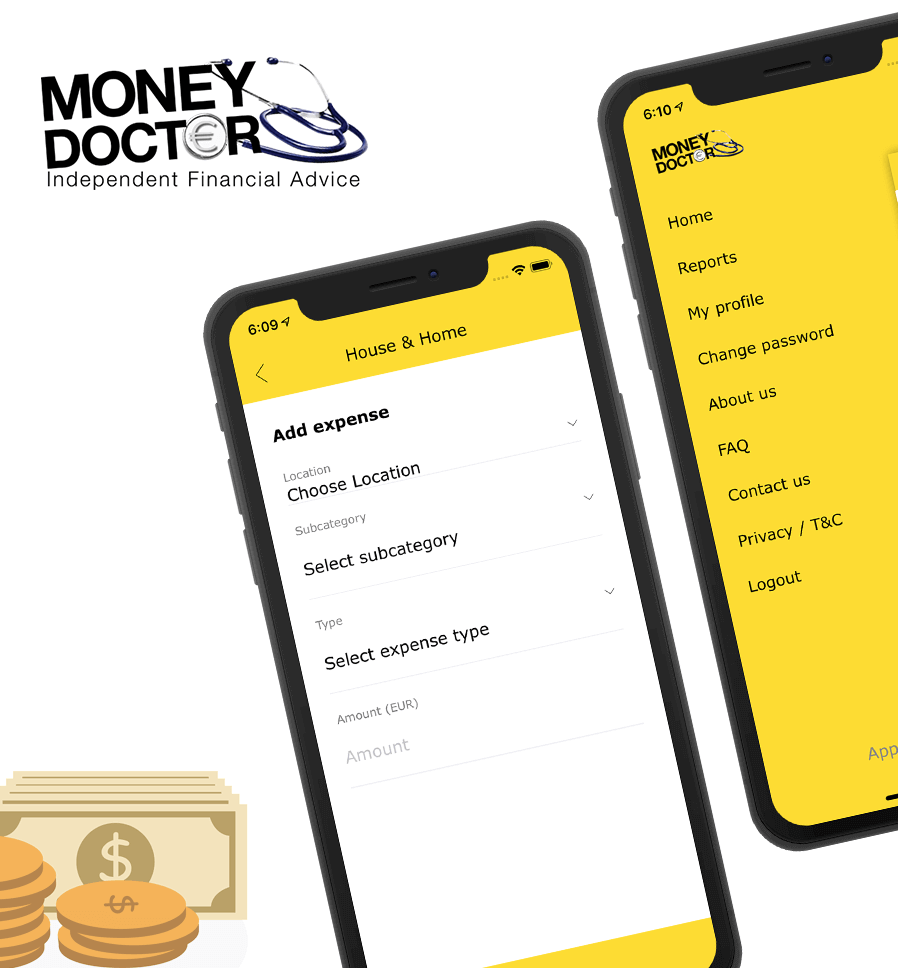 MONEY
DOCT€R
Independent Financial Advice
6:09
House & Home
Add expense
Location
Choose Location
Subcategory
Select subcategory
Type
Select expense type
Amount (EUR)
Amount
6:10
MONEY
DOCT€R
Home
Reports
My profile
Change password
About us
FAQ
Contact us
Privacy / T&C
Logout
App
$
$